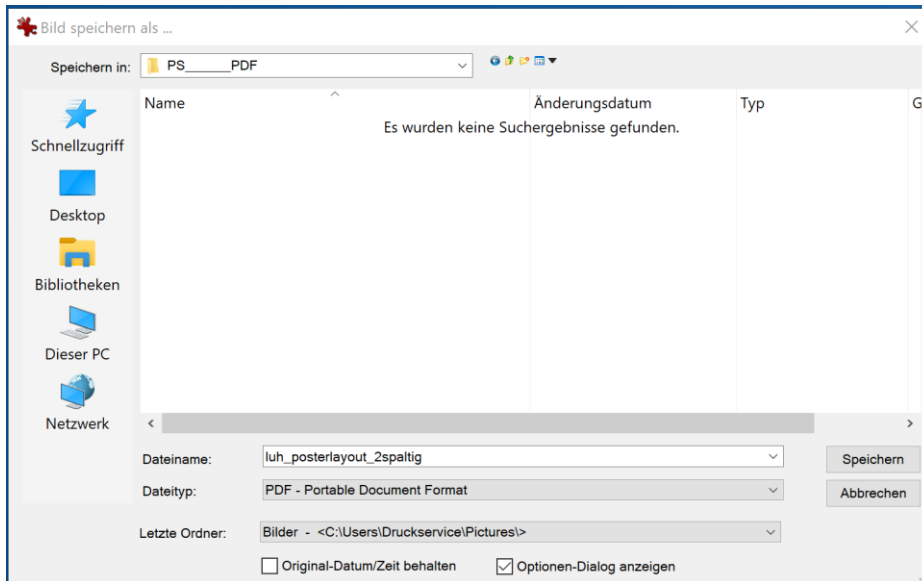 Bild speichern als ...
Speichern in: PS______PDF
Name Änderungsdatum Typ G
Es wurden keine Suchergebnisse gefunden.
Schnellzugriff
Desktop
Bibliotheken
Dieser PC
Netzwerk
Dateiname: luh_posterlayout_2spaltig Speichern
Dateityp: PDF - Portable Document Format Abbrechen
Letzte Ordner: Bilder - <C:\Users\Druckservice\Pictures\>
Original-Datum/Zeit behalten Optionen-Dialog anzeigen